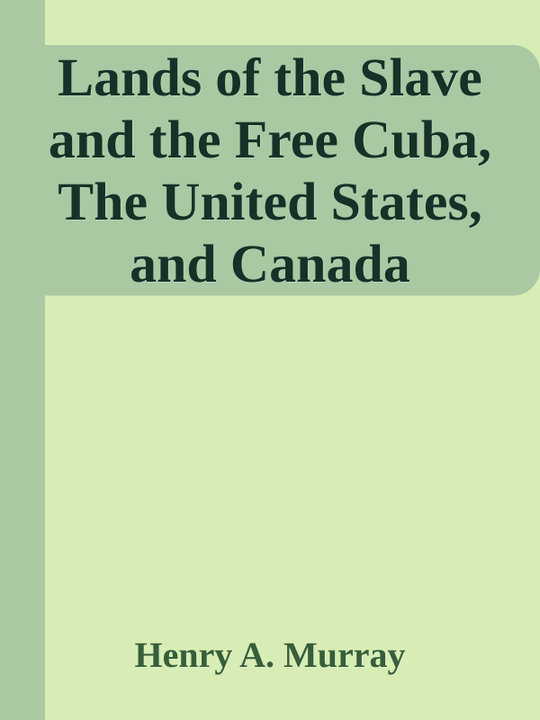 Lands of the Slave
and the Free Cuba,
The United States,
and Canada
Henry A. Murray